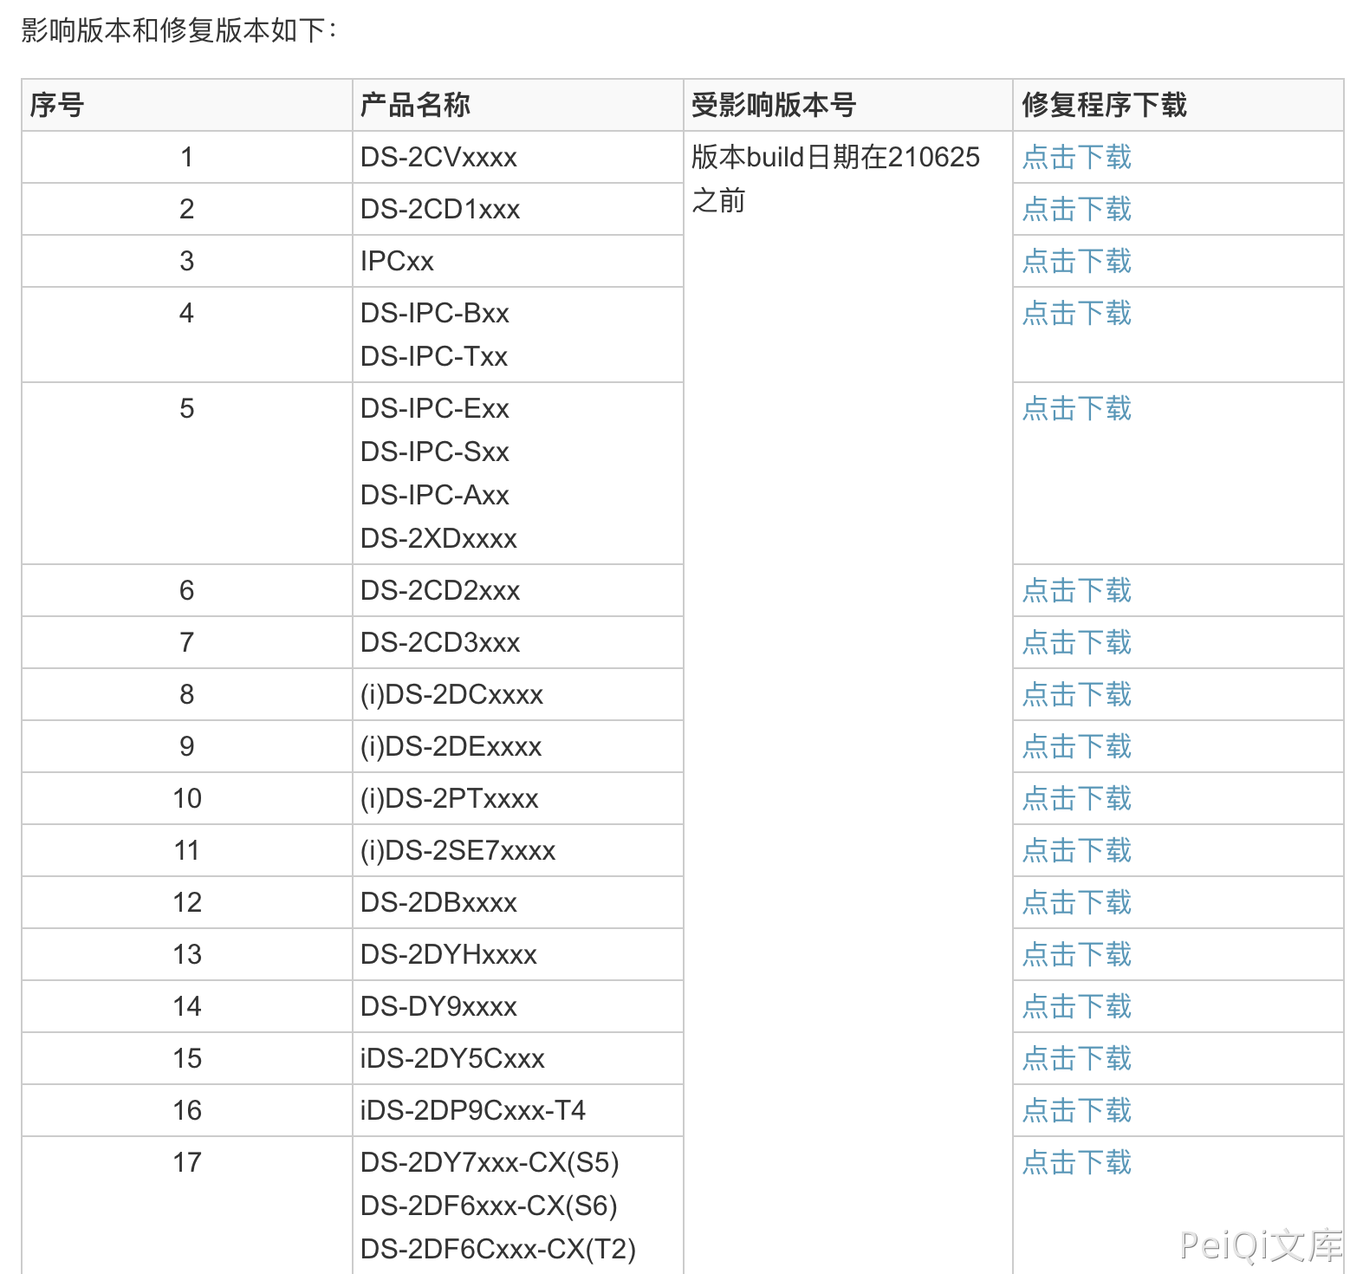 影响版本和修复版本如下：
序号 产品名称 受影响版本号 修复程序下载
1 DS-2CVxxxx 版本build日期在210625 点击下载
之前
2 DS-2CD1xxx 点击下载
3 IPCxx 点击下载
4 DS-IPC-Bxx 点击下载
DS-IPC-Txx
5 DS-IPC-Exx 点击下载
DS-IPC-Sxx
DS-IPC-Axx
DS-2XDxxxx
6 DS-2CD2xxx 点击下载
7 DS-2CD3xxx 点击下载
8 (i)DS-2DCxxxx 点击下载
9 (i)DS-2DExxxx 点击下载
10 (i)DS-2PTxxxx 点击下载
11 (i)DS-2SE7xxxx 点击下载
12 DS-2DBxxxx 点击下载
13 DS-2DYHxxxx 点击下载
14 DS-DY9xxxx 点击下载
15 iDS-2DY5Cxxx 点击下载
16 iDS-2DP9Cxxx-T4 点击下载
17 DS-2DY7xxx-CX(S5) 点击下载
DS-2DF6xxx-CX(S6)
DS-2DF6Cxxx-CX(T2)
PeiQi文库